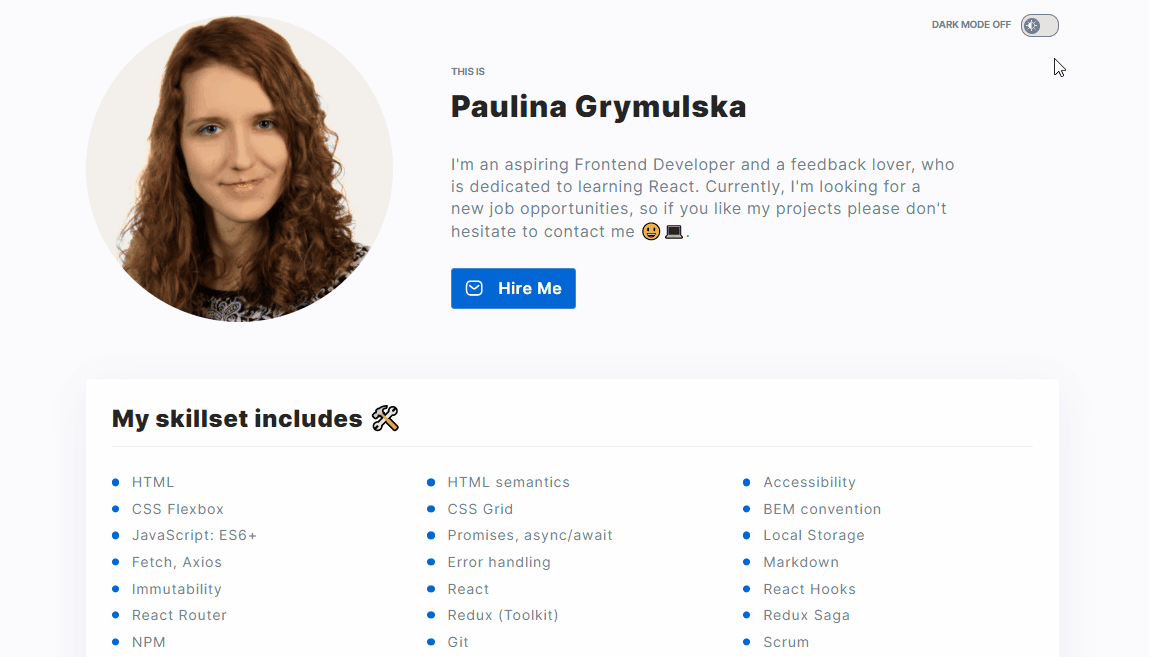 DARK MODE OFF
THIS IS
Paulina Grymulska
I'm an aspiring Frontend Developer and a feedback lover, who
is dedicated to learning React. Currently, I'm looking for a
new job opportunities, so if you like my projects please don't
hesitate to contact me 😃💻.
Hire Me
My skillset includes 🛠
HTML
HTML semantics
Accessibility
CSS Flexbox
CSS Grid
BEM convention
JavaScript: ES6+
Promises, async/await
Local Storage
Fetch, Axios
Error handling
Markdown
Immutability
React
React Hooks
React Router
Redux (Toolkit)
Redux Saga
NPM
Git
Scrum